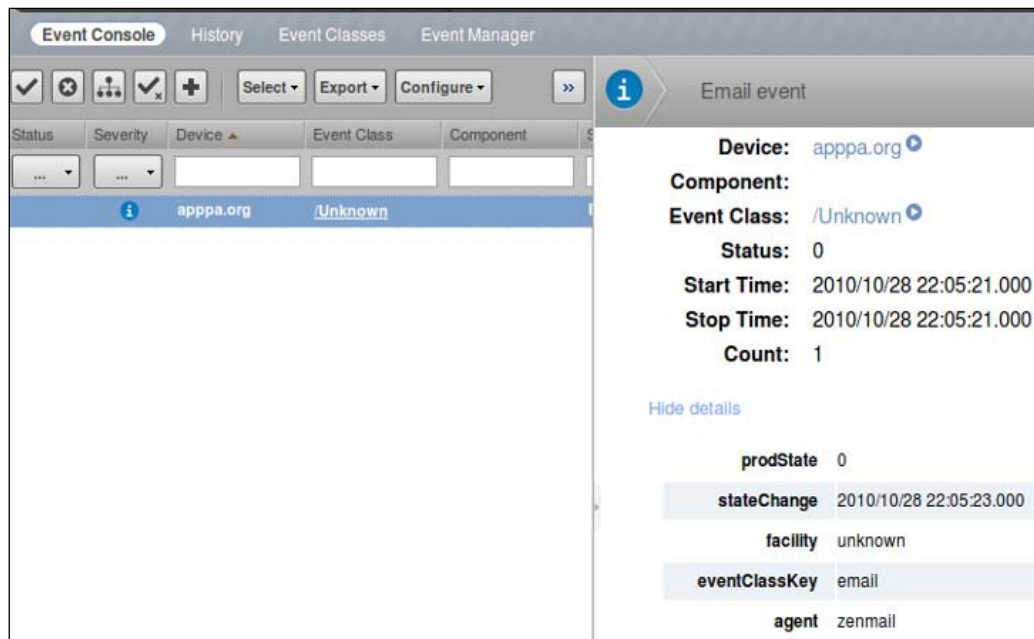 Event Console History Event Classes Event Manager
Select Export Configure »
Status Severity Device Event Class Component S
... ...
apppa.org /Unknown
Email event
Device: apppa.org
Component:
Event Class: /Unknown
Status: 0
Start Time: 2010/10/28 22:05:21.000
Stop Time: 2010/10/28 22:05:21.000
Count: 1
Hide details
prodState 0
stateChange 2010/10/28 22:05:23.000
facility unknown
eventClassKey email
agent zenmail